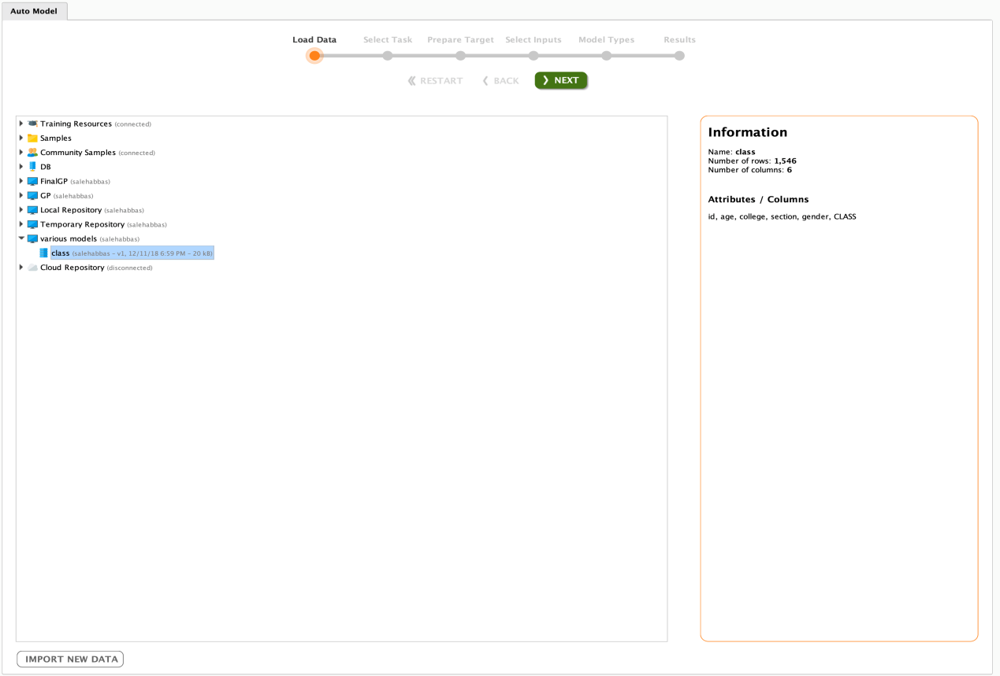 Auto Model
Load Data Select Task Prepare Target Select Inputs Model Types Results
RESTART BACK NEXT
Training Resources (connected)
Samples
Community Samples (connected)
DB
FinalGP (salehabbas)
GP (salehabbas)
Local Repository (salehabbas)
Temporary Repository (salehabbas)
various models (salehabbas)
class (salehabbas – v1, 12/11/18 6:59 PM – 20 kB)
Cloud Repository (disconnected)
Information
Name: class
Number of rows: 1,546
Number of columns: 6
Attributes / Columns
id, age, college, section, gender, CLASS
IMPORT NEW DATA